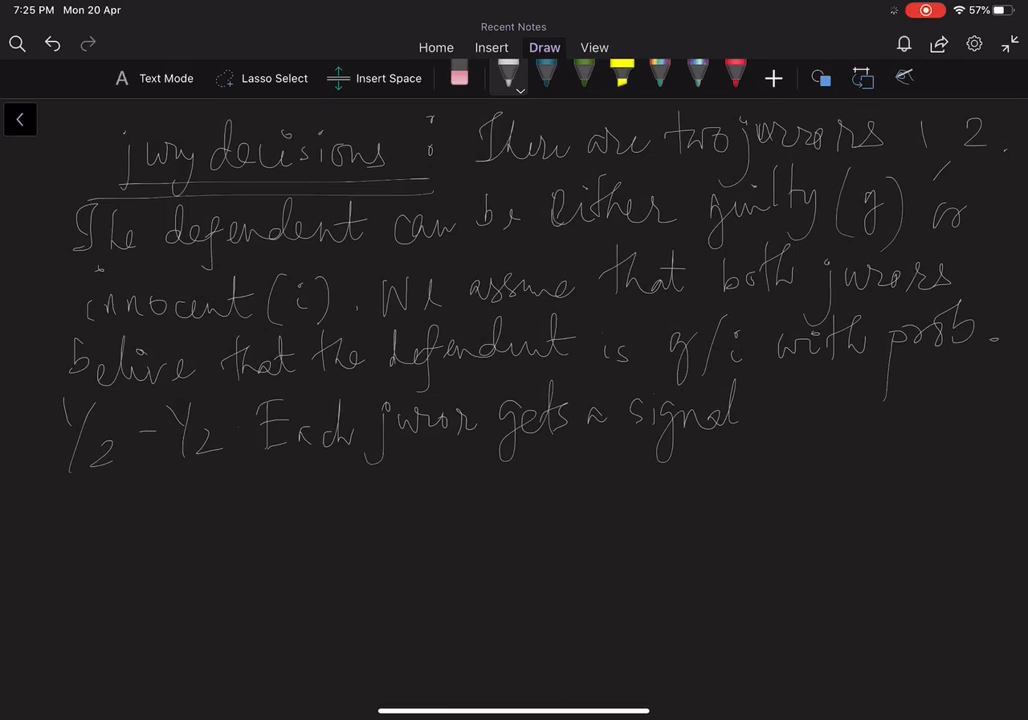 7:25 PM Mon 20 Apr
57%
Recent Notes
Home Insert Draw View
Text Mode Lasso Select Insert Space
jury decisions : There are two jurrors 1, 2.
The dependent can be either guilty (g) or
innocent (i). We assume that both jurors
belive that the defendent is g/i with prob.
1/2 - 1/2. Each juror gets a signal